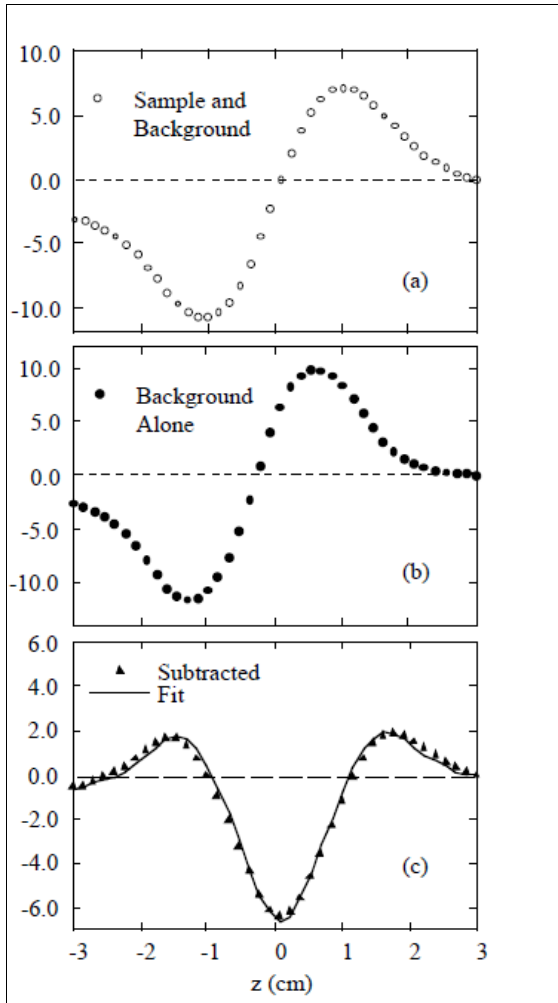 10.0
Sample and
Background
5.0
0.0
-5.0
(a)
-10.0
10.0
Background
Alone
5.0
0.0
-5.0
(b)
-10.0
6.0
Subtracted
Fit
4.0
2.0
0.0
-2.0
-4.0
(c)
-6.0
-3 -2 -1 0 1 2 3
z (cm)